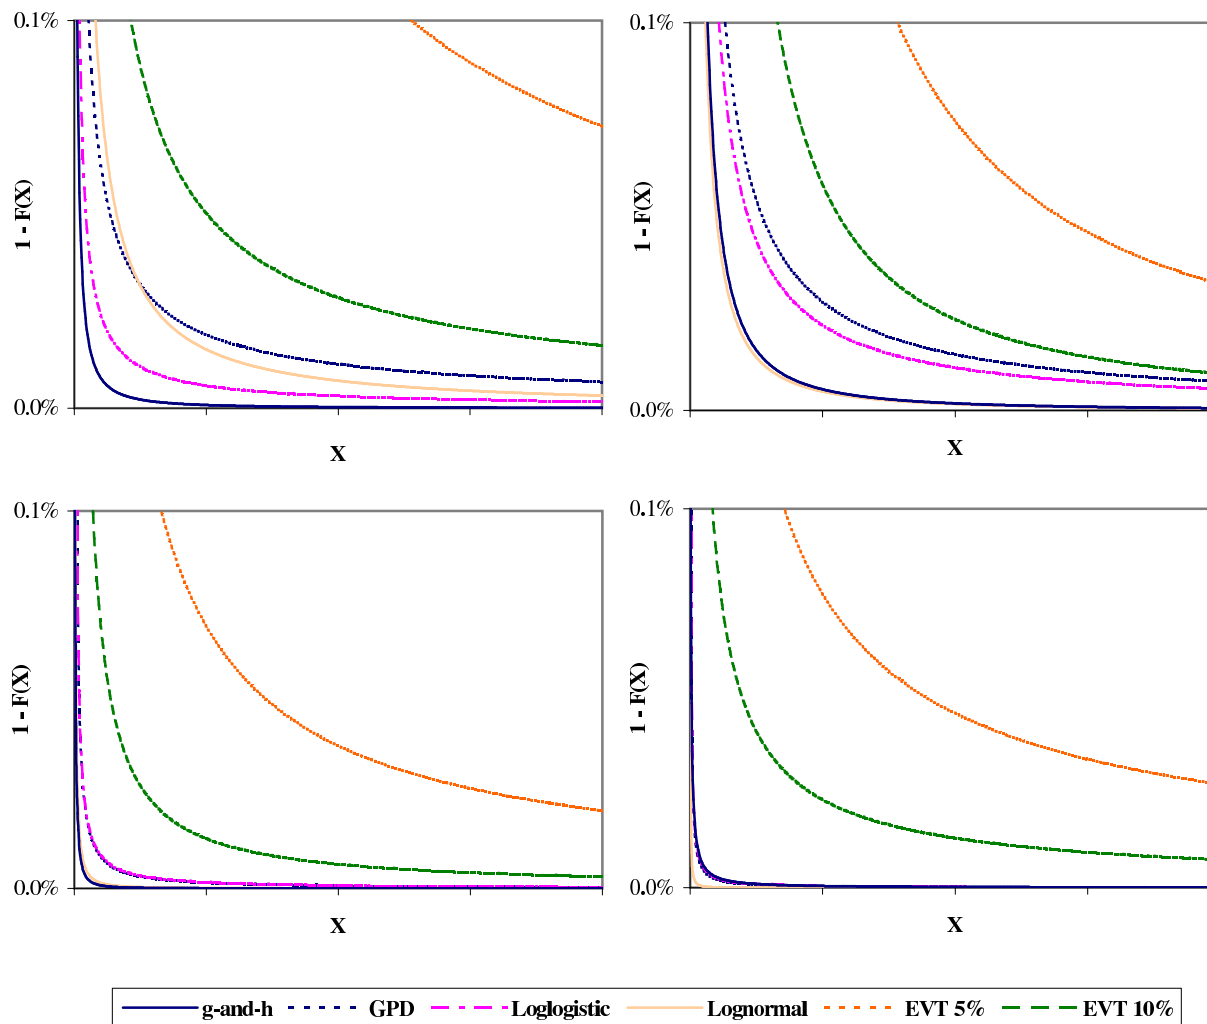 0.1%
1 - F(X)
0.0%
X
0.1%
1 - F(X)
0.0%
X
0.1%
1 - F(X)
0.0%
X
0.1%
1 - F(X)
0.0%
X
g-and-h GPD Loglogistic Lognormal EVT 5% EVT 10%